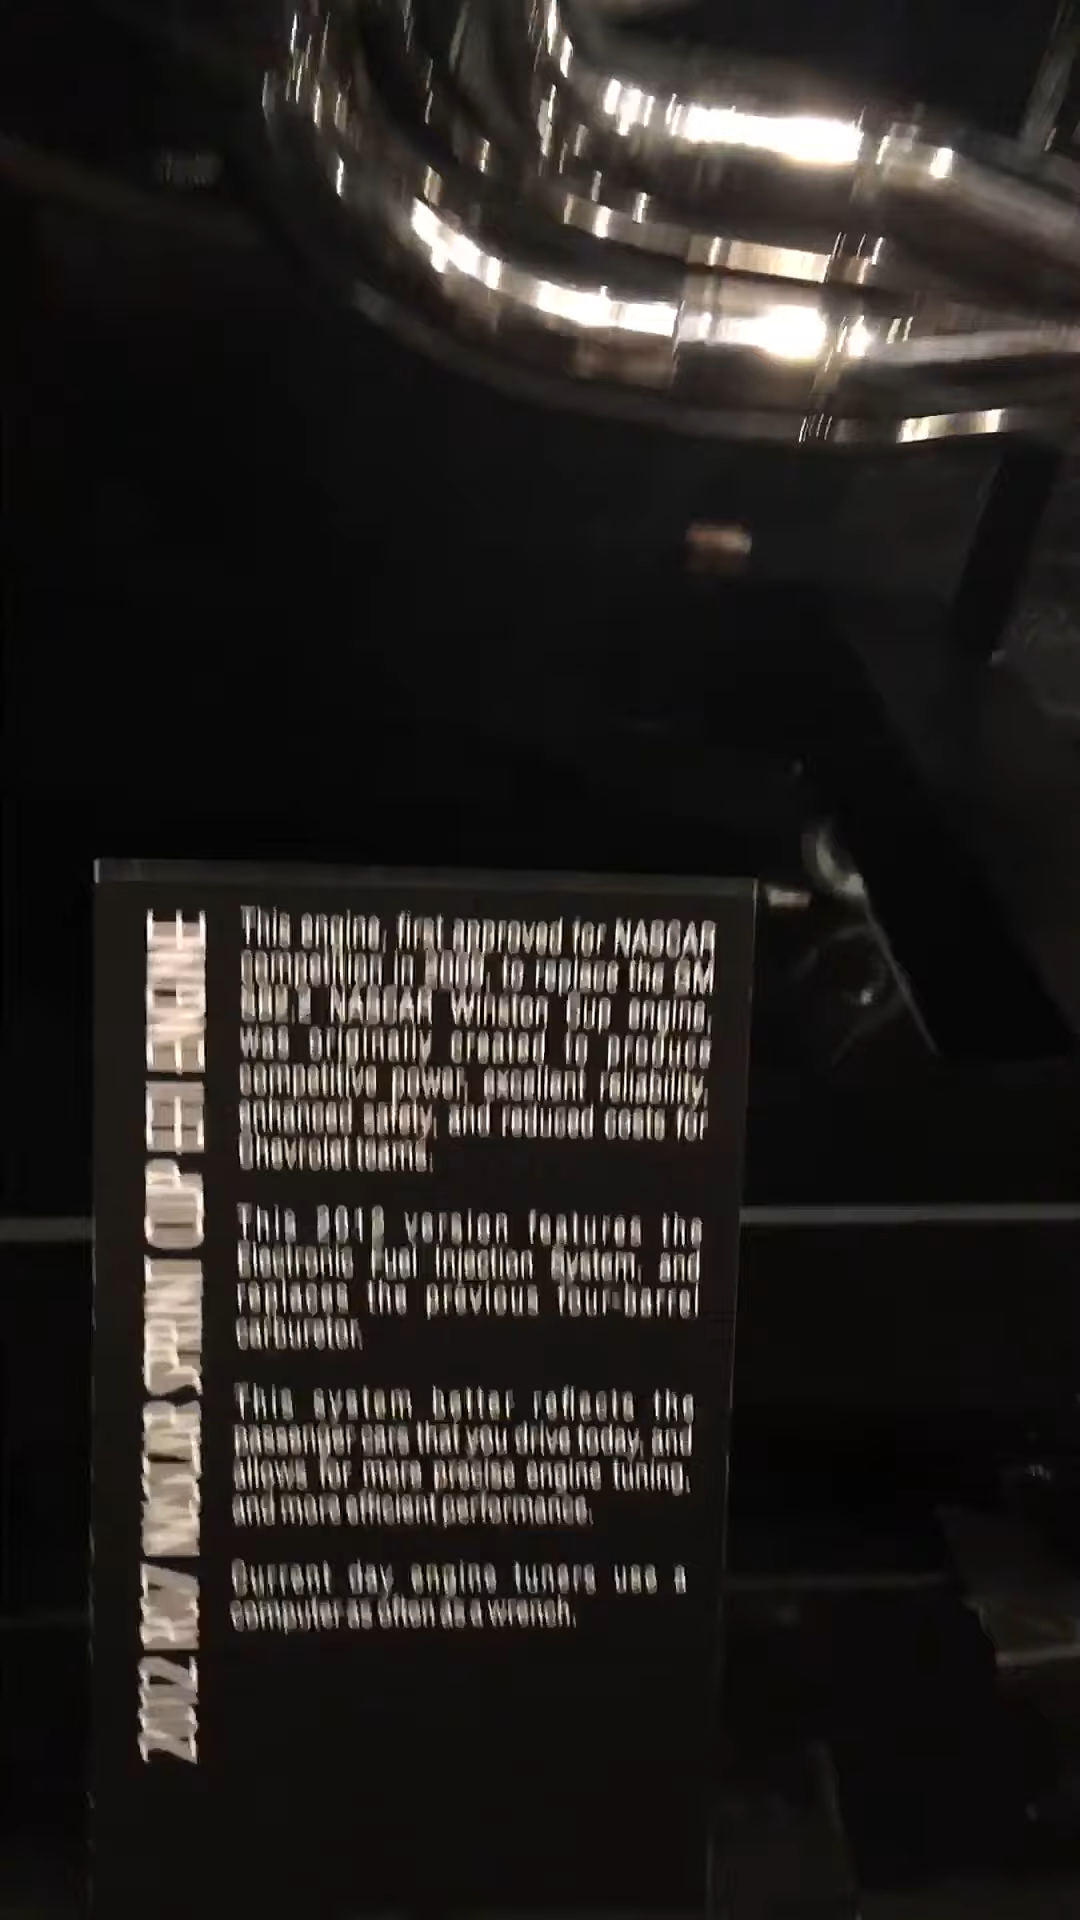 2012 R07 NASCAR SPRINT CUP EFI ENGINE
This engine, first approved for NASCAR
competition in to replace the GM
NASCAR Winston Cup engine,
was originally created to produce
competitive power, excellent reliability,
enhanced safety, and reduced costs for
Chevrolet teams.
This 2012 version features the
Electronic Fuel Injection System, and
replaces the previous four-barrel
carburetor.
This system better reflects the
passenger cars that you drive today, and
allows for more precise engine tuning,
and more efficient performance.
Current day engine tuners use a
computer as often as a wrench.